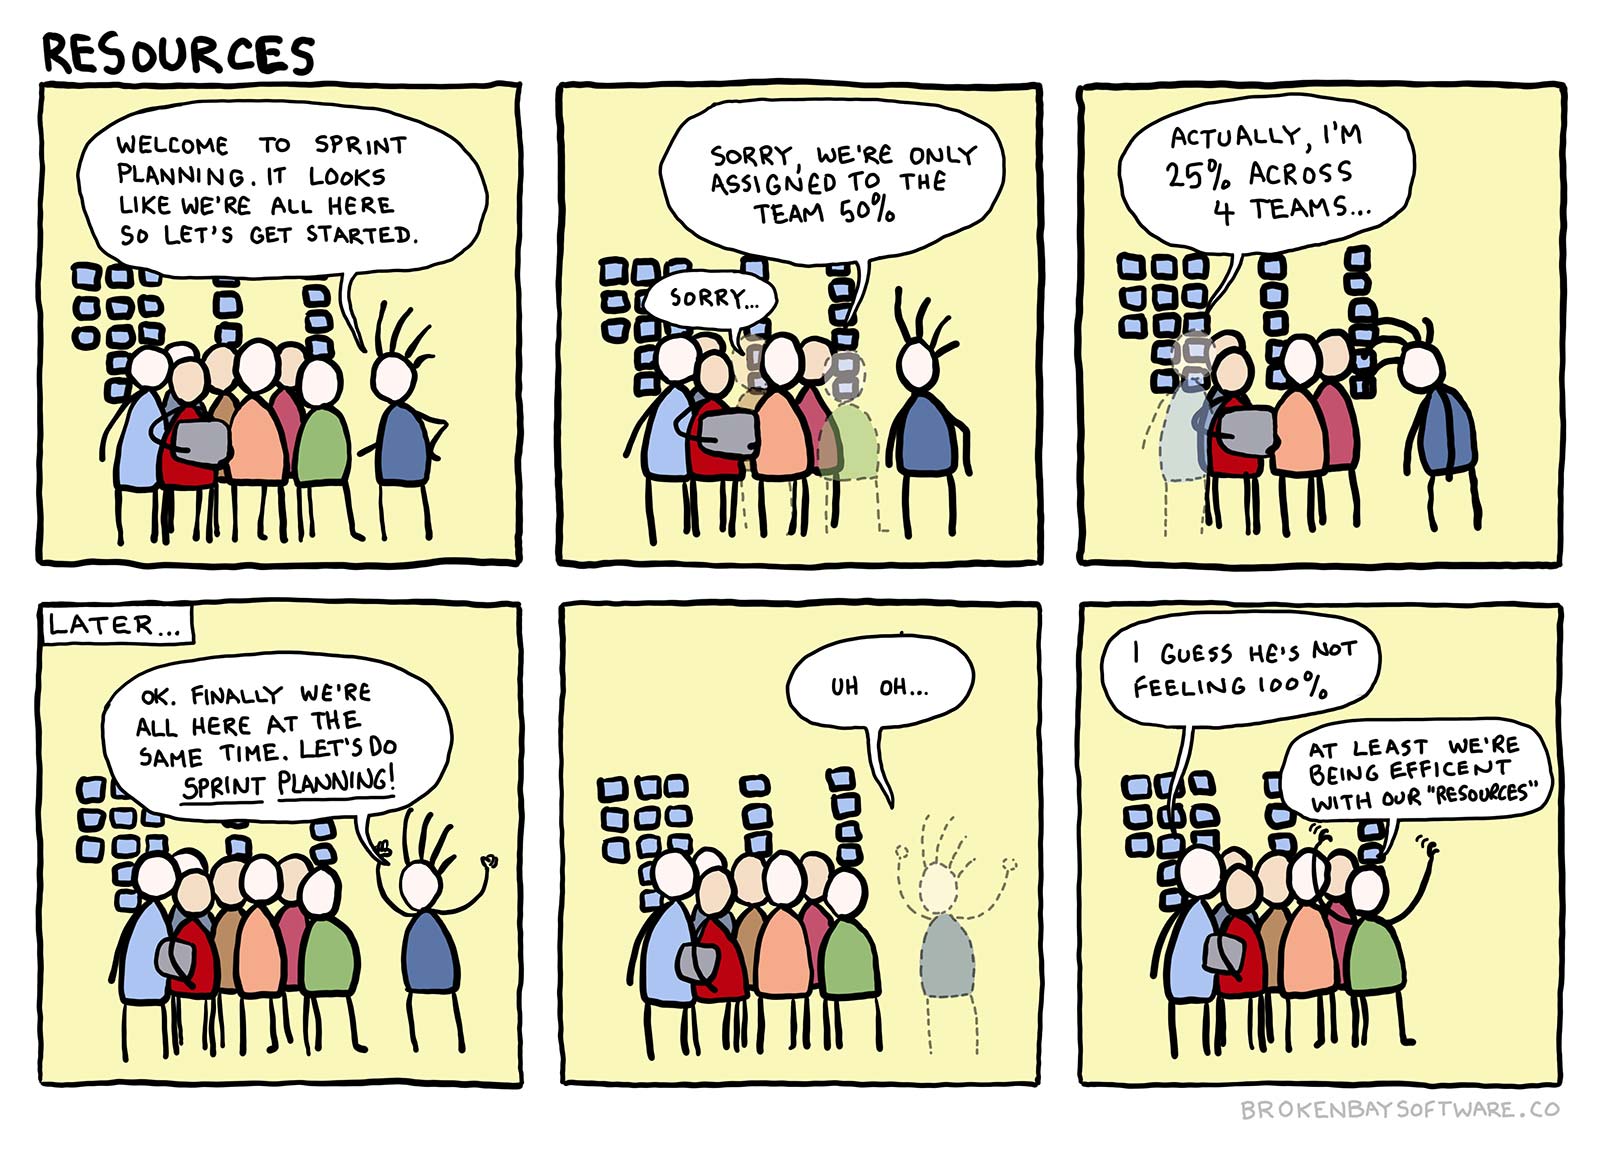 RESOURCES
WELCOME TO SPRINT
PLANNING. IT LOOKS
LIKE WE'RE ALL HERE
SO LET'S GET STARTED.
SORRY, WE'RE ONLY
ASSIGNED TO THE
TEAM 50%
SORRY...
ACTUALLY, I'M
25% ACROSS
4 TEAMS...
LATER...
OK. FINALLY WE'RE
ALL HERE AT THE
SAME TIME. LET'S DO
SPRINT PLANNING!
UH OH...
I GUESS HE'S NOT
FEELING 100%
AT LEAST WE'RE
BEING EFFICENT
WITH OUR "RESOURCES"
BROKENBAYSOFTWARE.CO